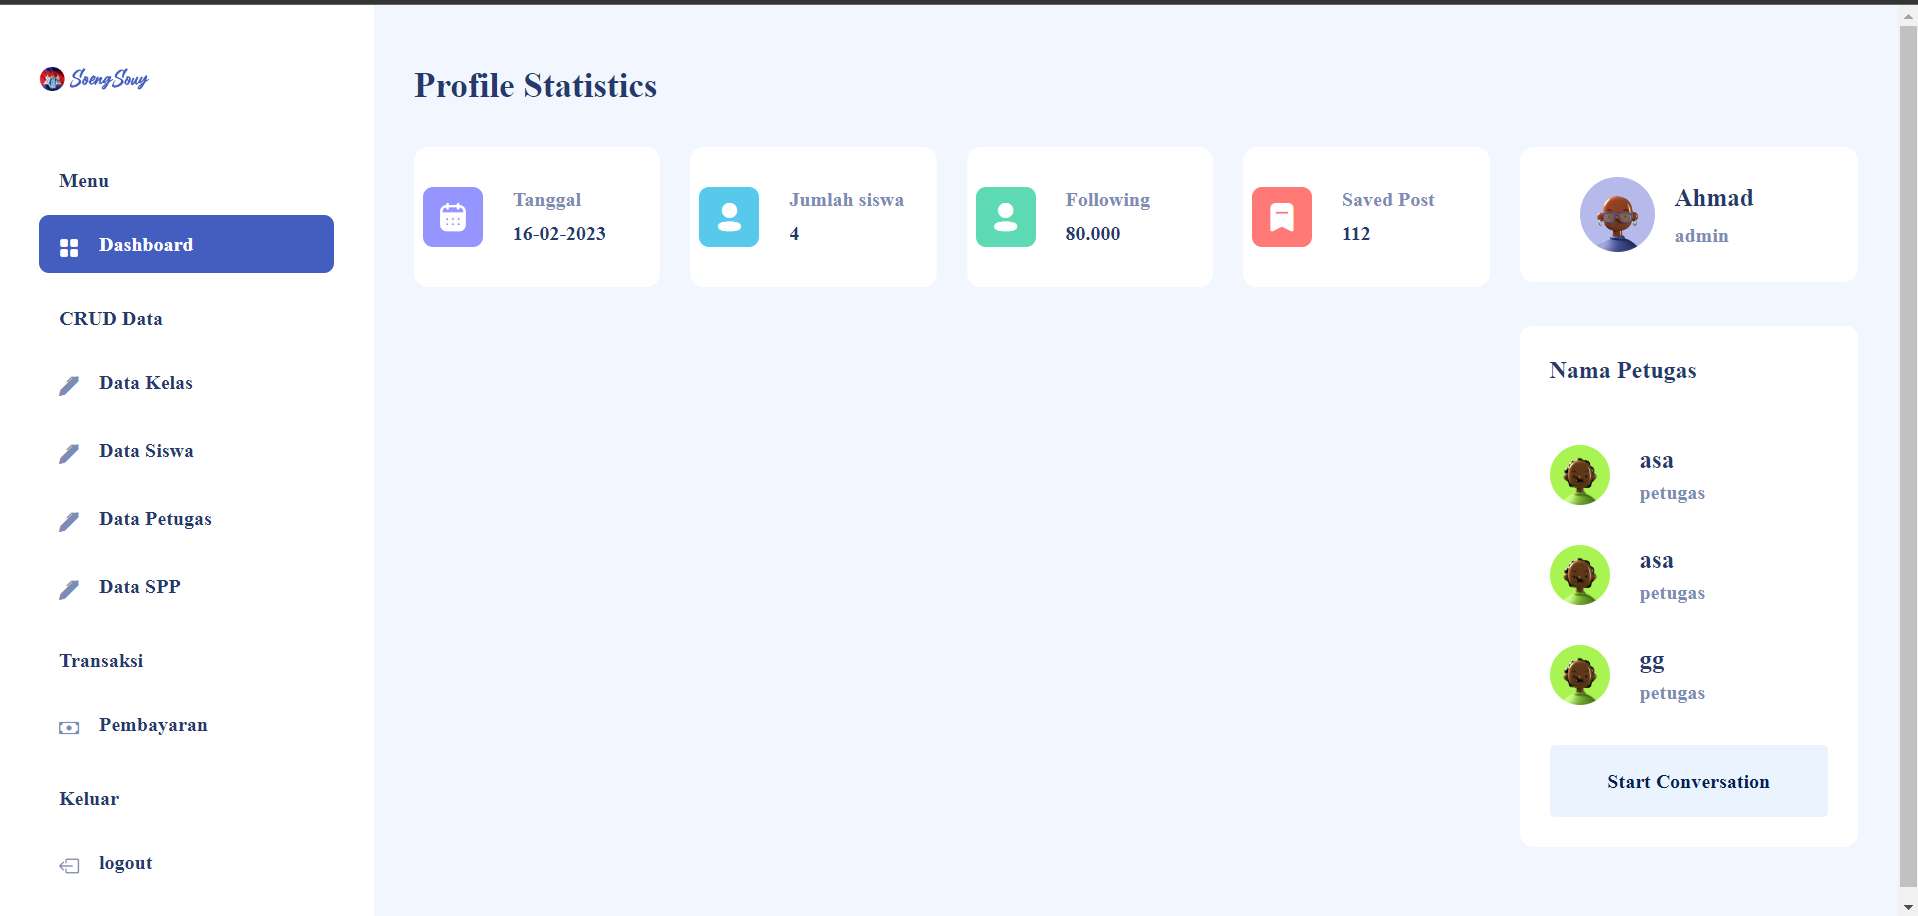 SoengSouy
Menu
Dashboard
CRUD Data
Data Kelas
Data Siswa
Data Petugas
Data SPP
Transaksi
Pembayaran
Keluar
logout
Profile Statistics
Tanggal
16-02-2023
Jumlah siswa
4
Following
80.000
Saved Post
112
Ahmad
admin
Nama Petugas
asa
petugas
asa
petugas
gg
petugas
Start Conversation